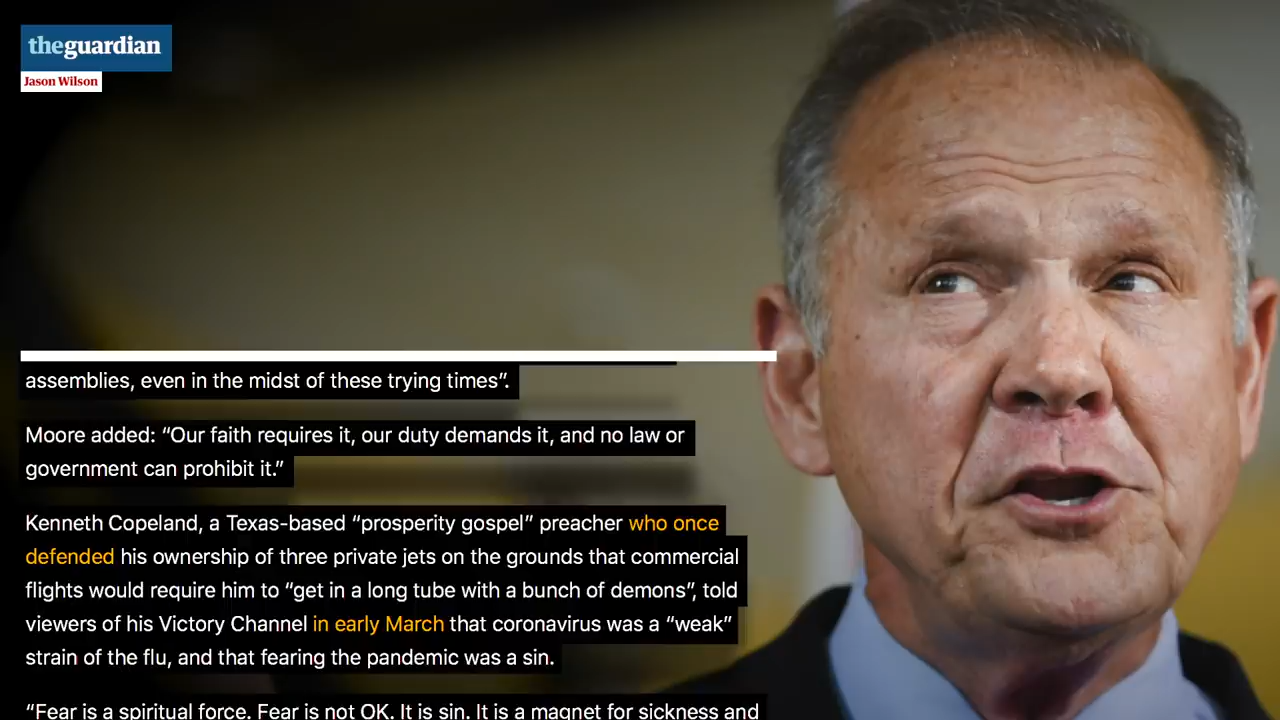 theguardian
Jason Wilson
assemblies, even in the midst of these trying times”.
Moore added: “Our faith requires it, our duty demands it, and no law or
government can prohibit it.”
Kenneth Copeland, a Texas-based “prosperity gospel” preacher who once
defended his ownership of three private jets on the grounds that commercial
flights would require him to “get in a long tube with a bunch of demons”, told
viewers of his Victory Channel in early March that coronavirus was a “weak”
strain of the flu, and that fearing the pandemic was a sin.
“Fear is a spiritual force. Fear is not OK. It is sin. It is a magnet for sickness and